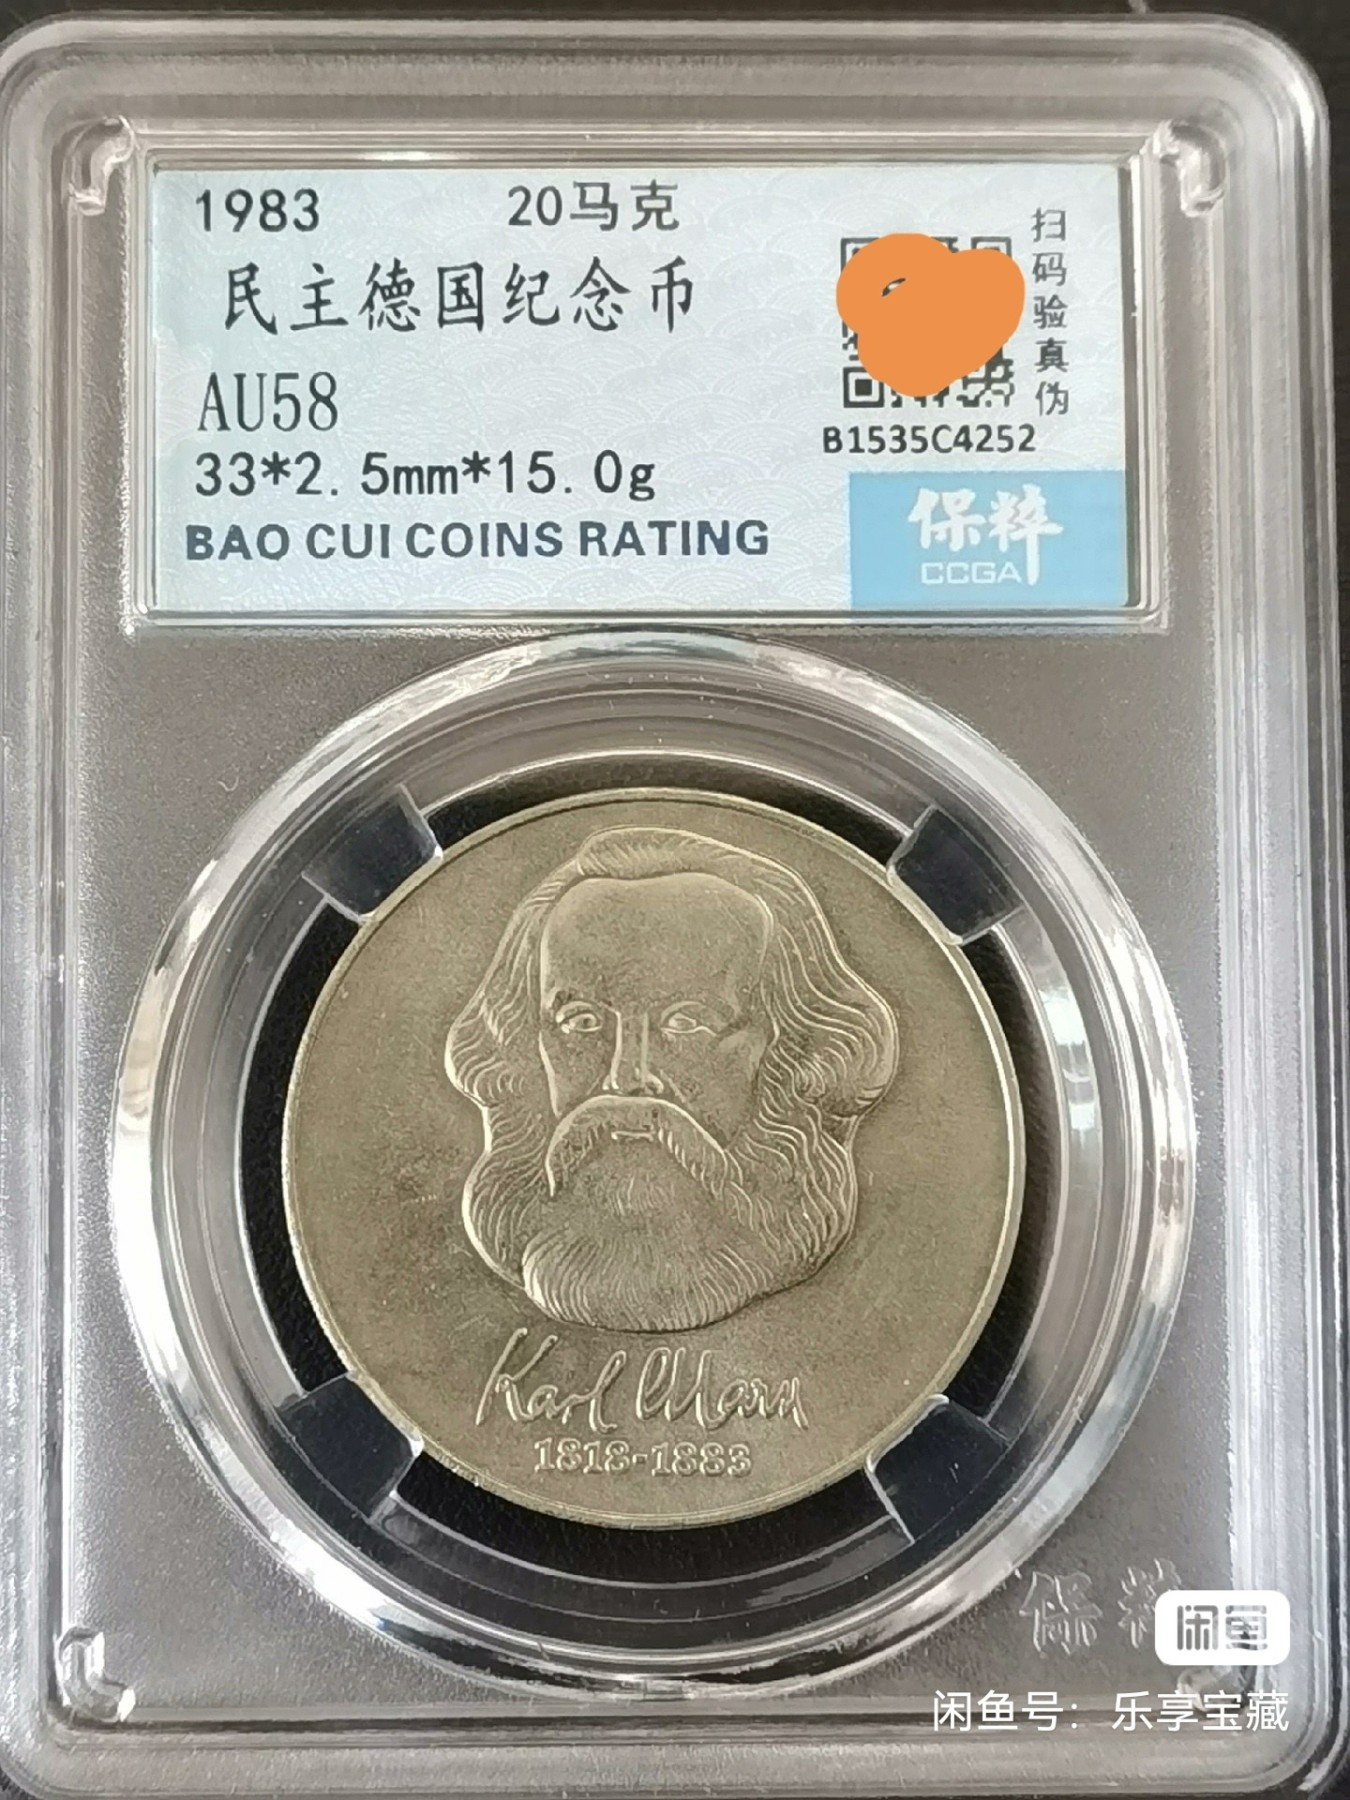 1983 20马克
民主德国纪念币
AU58
33*2.5mm*15.0g
BAO CUI COINS RATING
扫码验真伪
B1535C4252
保粹
CCGA
Karl Marx
1818-1883
保粹
闲鱼
闲鱼号：乐享宝藏